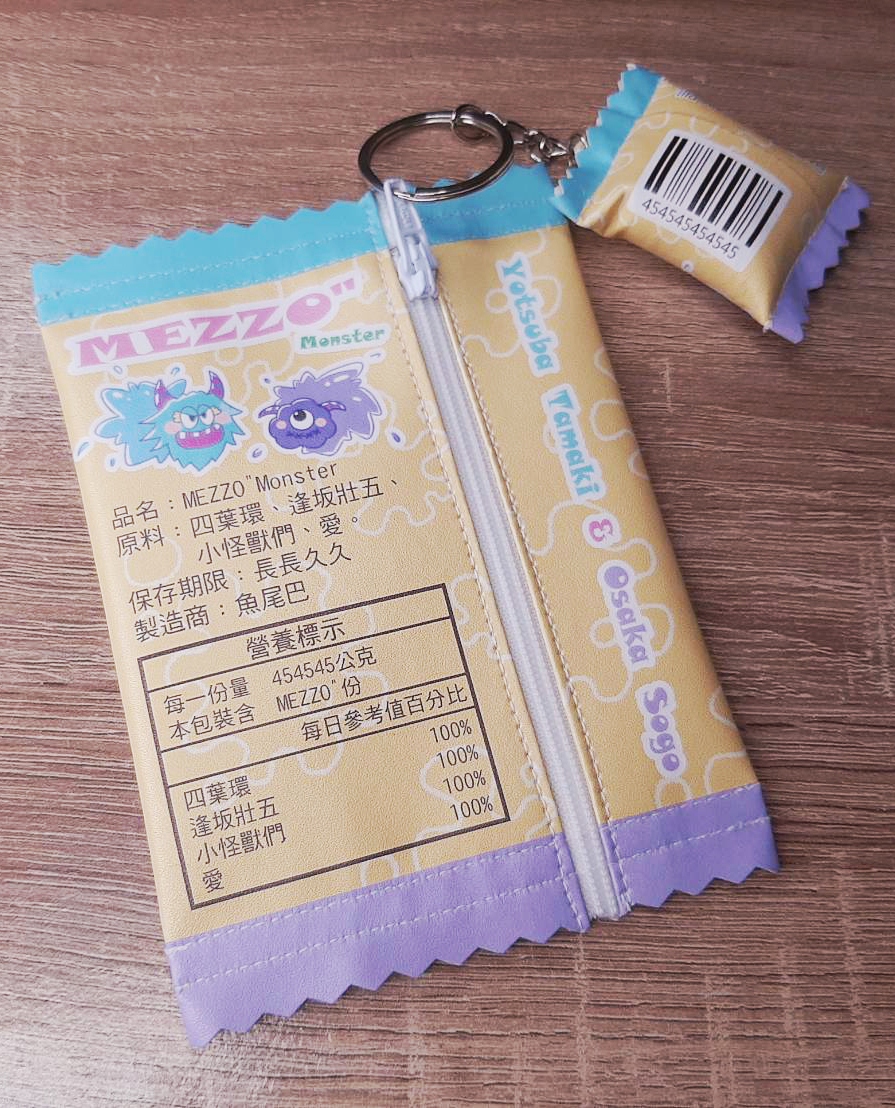 MEZZO"
Monster
品名：MEZZO"Monster
原料：四葉環、逢坂壯五、
小怪獸們、愛。
保存期限：長長久久
製造商：魚尾巴
營養標示
每一份量 454545公克
本包裝含 MEZZO"份
每日參考值百分比
四葉環 100%
逢坂壯五 100%
小怪獸們 100%
愛 100%
Yotsuba Tamaki & Osaka Sogo
454545454545